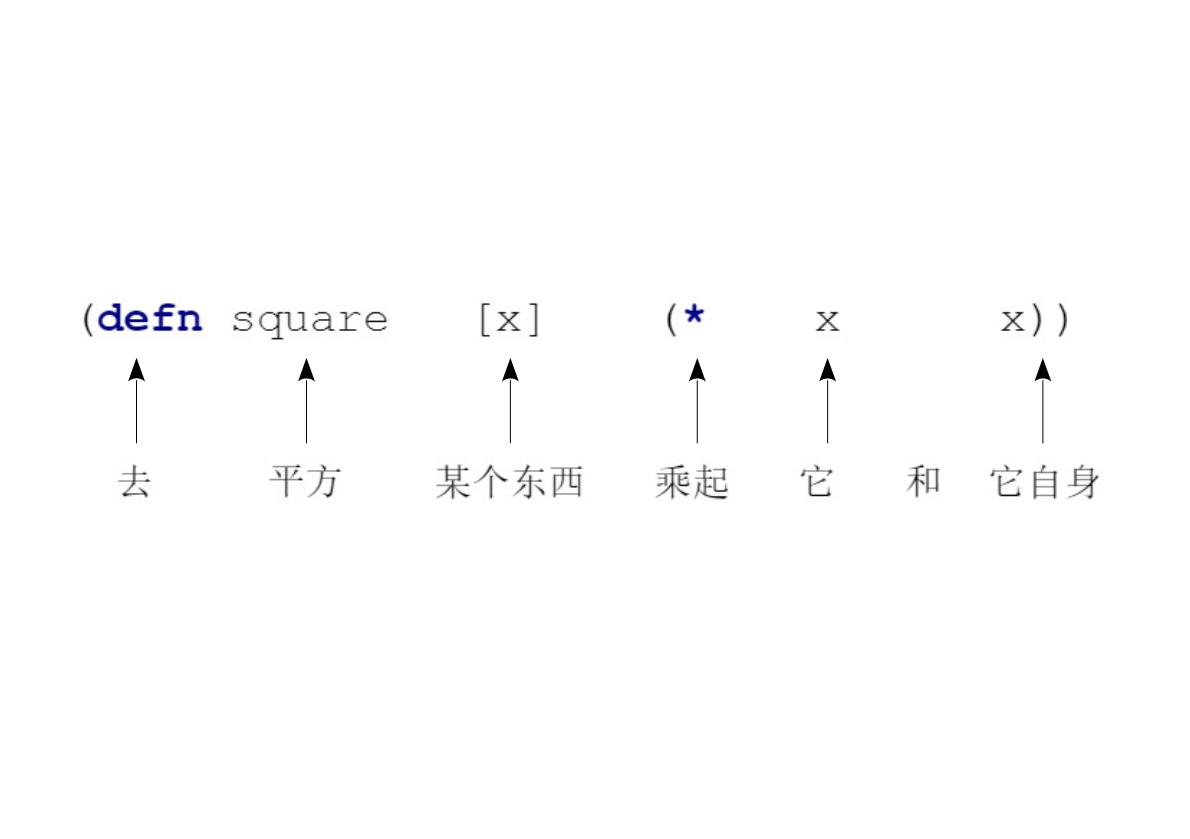 (defn square [x] (* x x))
去 平方 某个东西 乘起 它 和 它自身